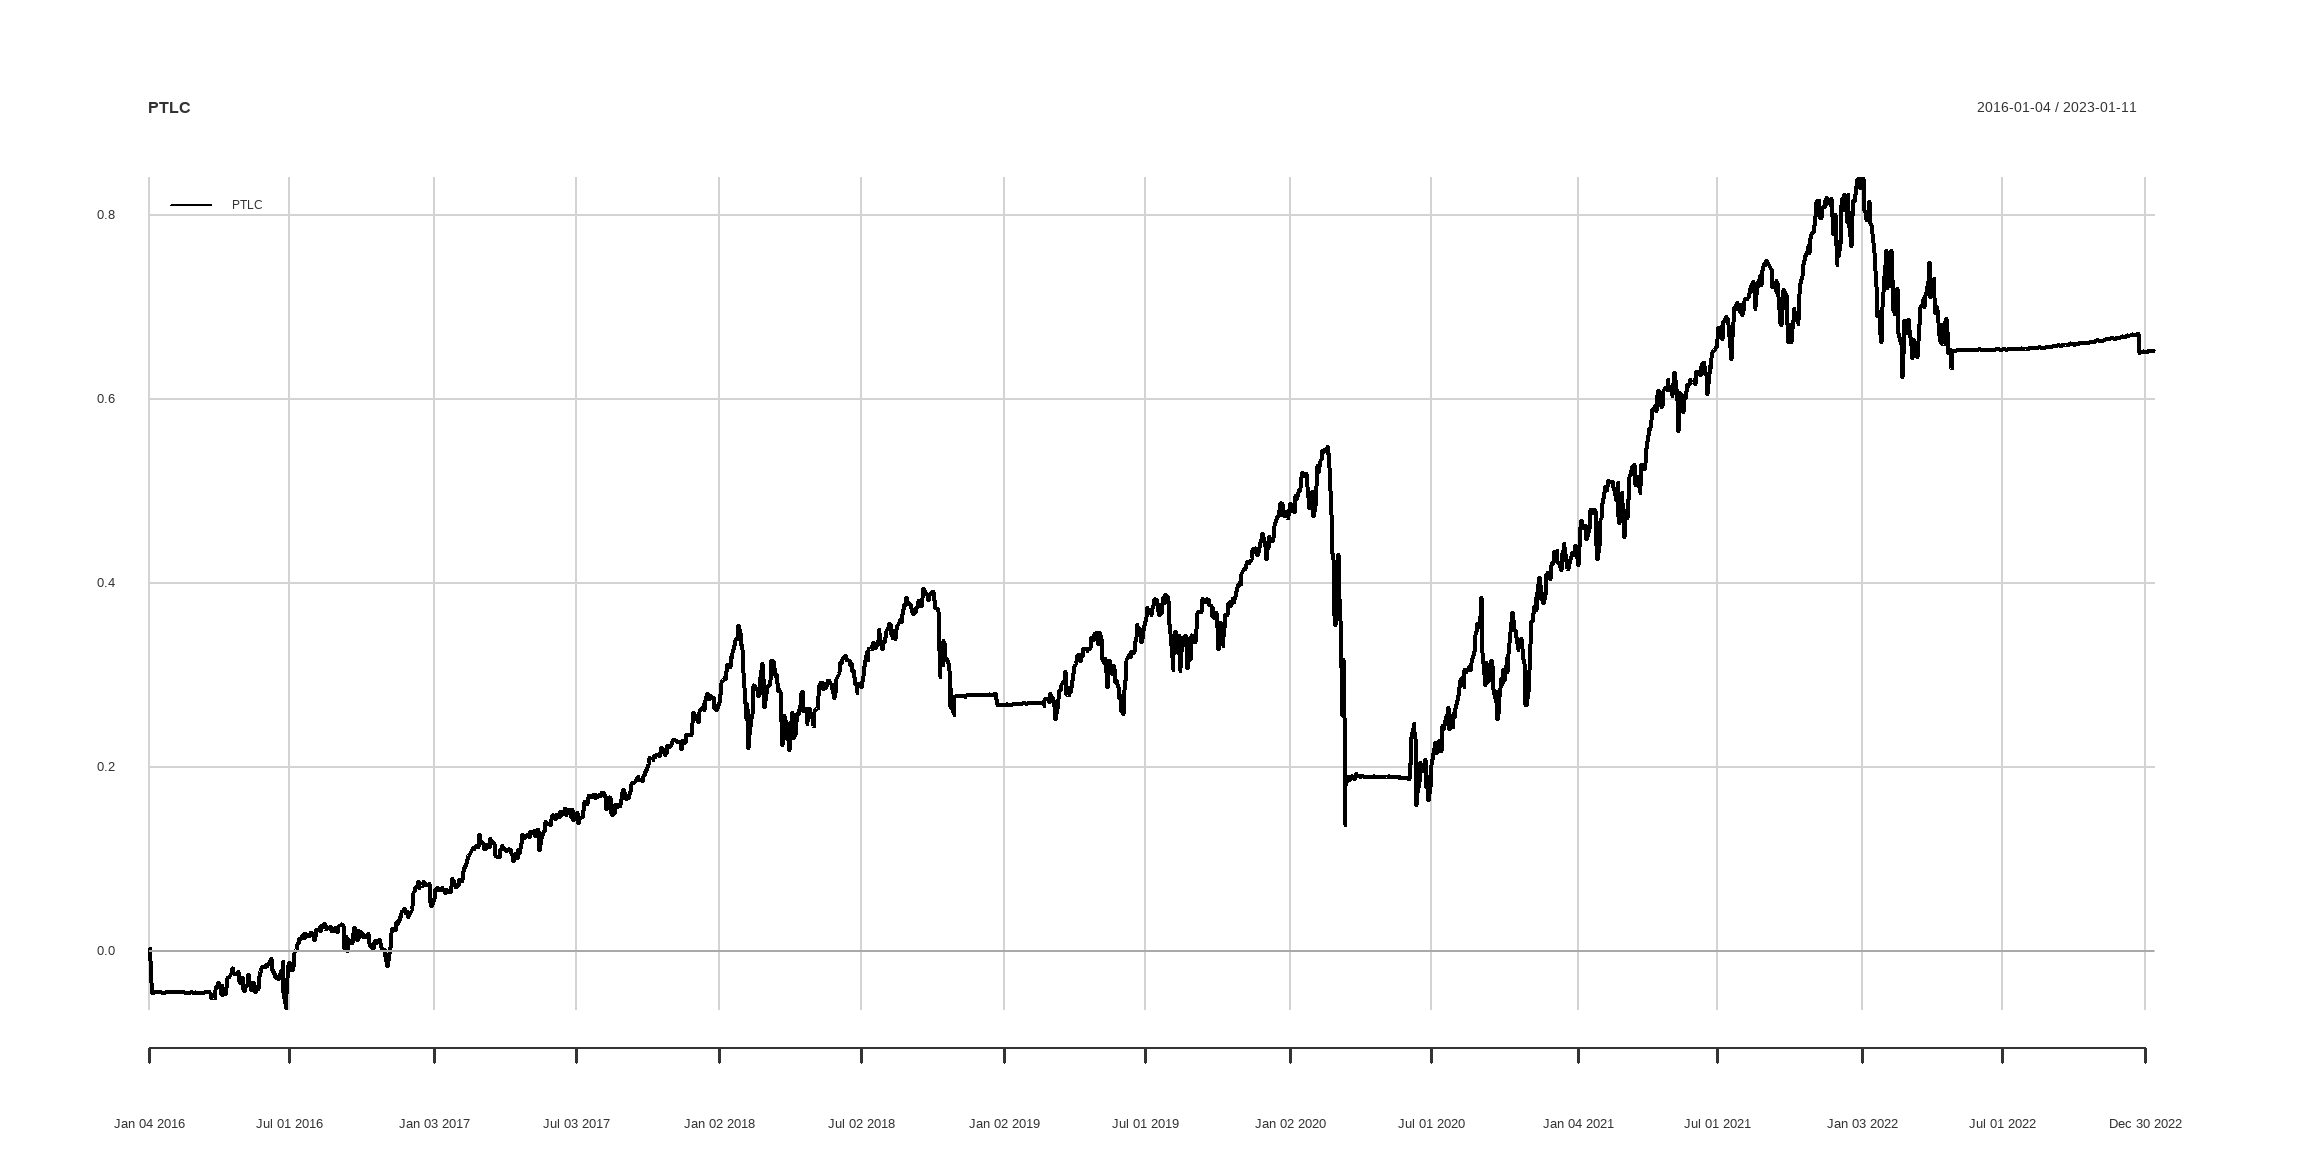 PTLC
2016-01-04 / 2023-01-11
PTLC
0.8
0.6
0.4
0.2
0.0
Jan 04 2016
Jul 01 2016
Jan 03 2017
Jul 03 2017
Jan 02 2018
Jul 02 2018
Jan 02 2019
Jul 01 2019
Jan 02 2020
Jul 01 2020
Jan 04 2021
Jul 01 2021
Jan 03 2022
Jul 01 2022
Dec 30 2022